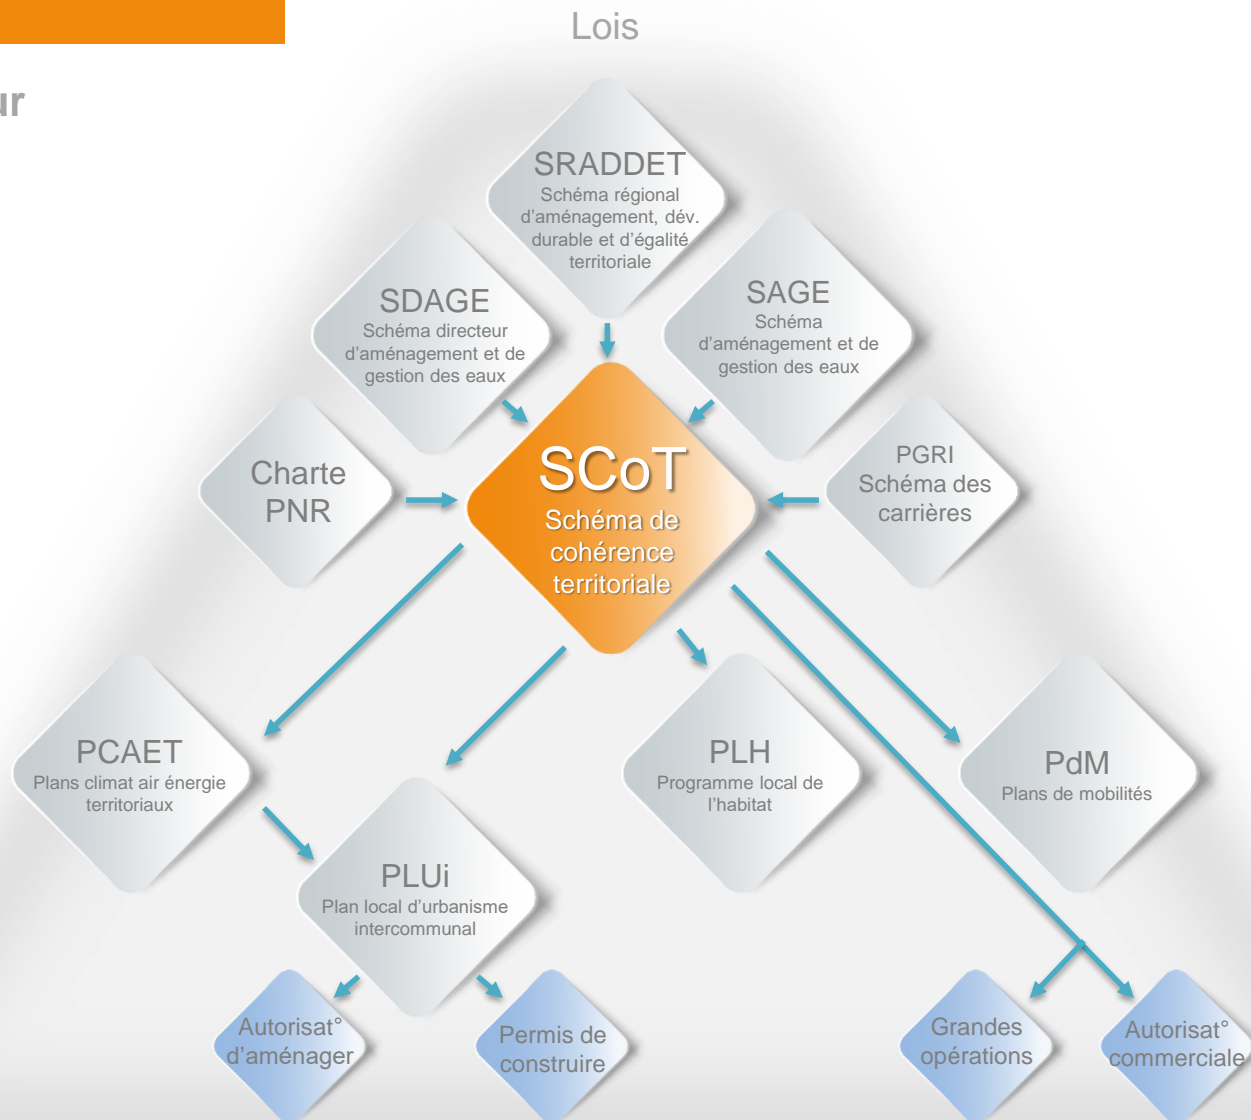 Lois
ur
SRADDET
Schéma régional
d'aménagement, dév.
durable et d'égalité
territoriale
SDAGE
Schéma directeur
d'aménagement et de
gestion des eaux
SAGE
Schéma
d'aménagement et de
gestion des eaux
Charte
PNR
SCoT
Schéma de
cohérence
territoriale
PGRI
Schéma des
carrières
PCAET
Plans climat air énergie
territoriaux
PLH
Programme local de
l'habitat
PdM
Plans de mobilités
PLUi
Plan local d'urbanisme
intercommunal
Autorisat°
d'aménager
Permis de
construire
Grandes
opérations
Autorisat°
commerciale